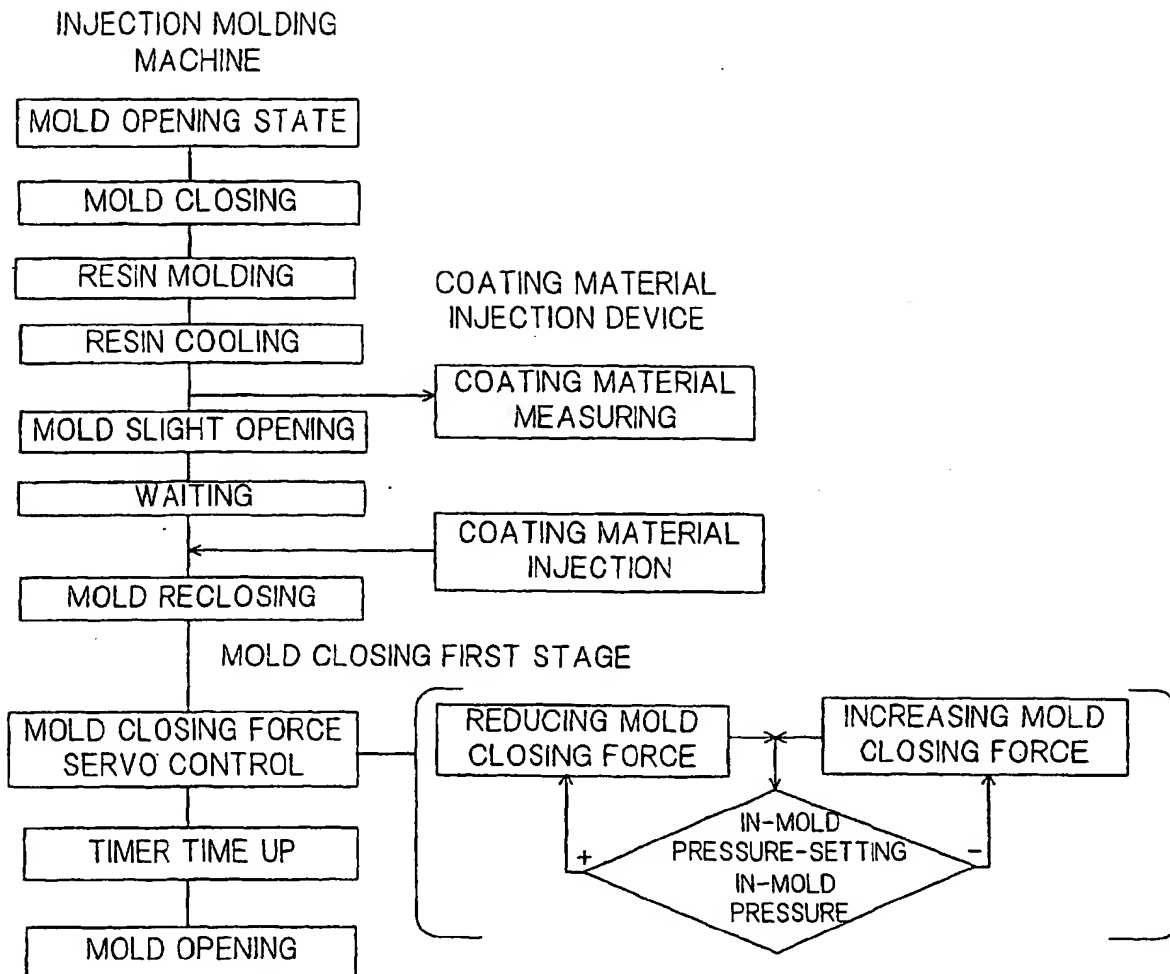 INJECTION MOLDING
MACHINE
MOLD OPENING STATE
MOLD CLOSING
RESIN MOLDING
RESIN COOLING
COATING MATERIAL
INJECTION DEVICE
COATING MATERIAL
MEASURING
MOLD SLIGHT OPENING
WAITING
COATING MATERIAL
INJECTION
MOLD RECLOSING
MOLD CLOSING FIRST STAGE
MOLD CLOSING FORCE
SERVO CONTROL
REDUCING MOLD
CLOSING FORCE
INCREASING MOLD
CLOSING FORCE
IN-MOLD
PRESSURE-SETTING
IN-MOLD
PRESSURE
+
-
TIMER TIME UP
MOLD OPENING